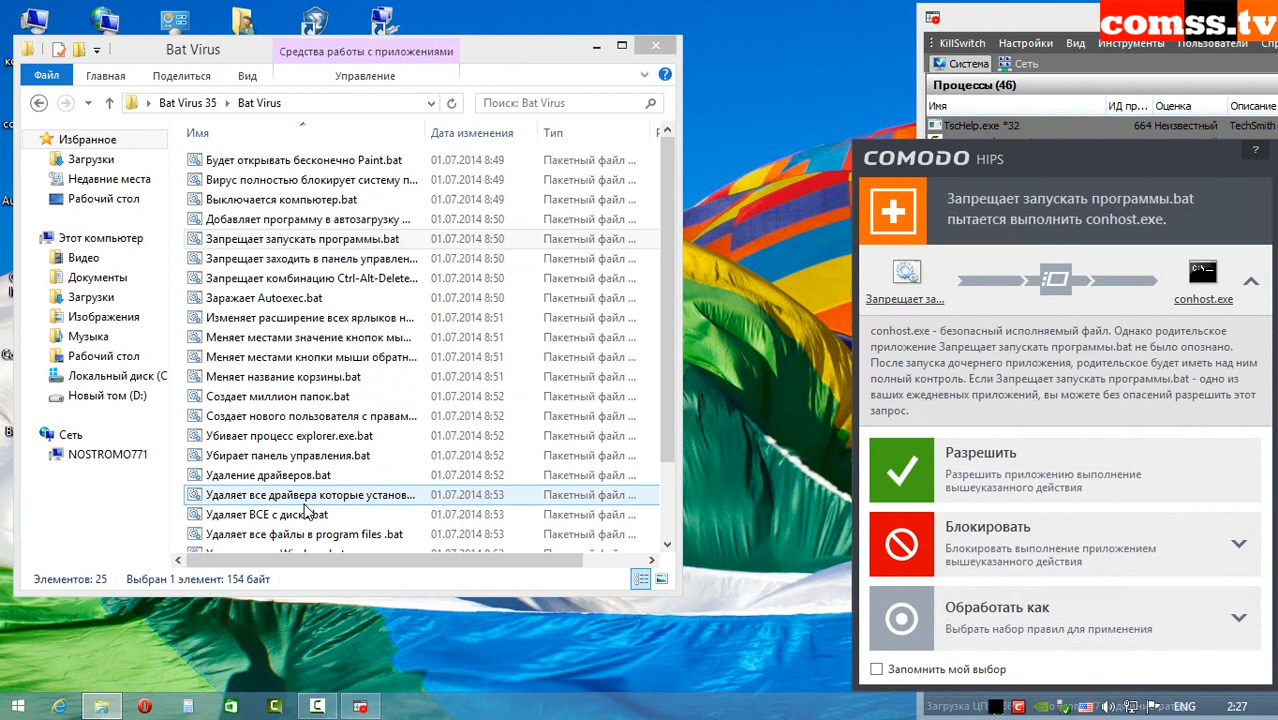 comss.tv
Bat Virus
Средства работы с приложениями
Файл
Главная
Поделиться
Вид
Управление
Bat Virus 35
Bat Virus
Поиск: Bat Virus
Имя
Дата изменения
Тип
Избранное
Загрузки
Недавние места
Рабочий стол
Этот компьютер
Видео
Документы
Загрузки
Изображения
Музыка
Рабочий стол
Локальный диск (C
Новый том (D:)
Сеть
NOSTROMO771
Будет открывать бесконечно Paint.bat 01.07.2014 8:49 Пакетный файл ...
Вирус полностью блокирует систему п... 01.07.2014 8:49 Пакетный файл ...
Выключается компьютер.bat 01.07.2014 8:49 Пакетный файл ...
Добавляет программу в автозагрузку ... 01.07.2014 8:50 Пакетный файл ...
Запрещает запускать программы.bat 01.07.2014 8:50 Пакетный файл ...
Запрещает заходить в панель управлен... 01.07.2014 8:50 Пакетный файл ...
Запрещает комбинацию Ctrl-Alt-Delete... 01.07.2014 8:50 Пакетный файл ...
Заражает Autoexec.bat 01.07.2014 8:50 Пакетный файл ...
Изменяет расширение всех ярлыков н... 01.07.2014 8:51 Пакетный файл ...
Меняет местами значение кнопок мы... 01.07.2014 8:51 Пакетный файл ...
Меняет местами кнопки мыши обратн... 01.07.2014 8:51 Пакетный файл ...
Меняет название корзины.bat 01.07.2014 8:51 Пакетный файл ...
Создает миллион папок.bat 01.07.2014 8:52 Пакетный файл ...
Создает нового пользователя с правам... 01.07.2014 8:52 Пакетный файл ...
Убивает процесс explorer.exe.bat 01.07.2014 8:52 Пакетный файл ...
Убирает панель управления.bat 01.07.2014 8:52 Пакетный файл ...
Удаление драйверов.bat 01.07.2014 8:52 Пакетный файл ...
Удаляет все драйвера которые установ... 01.07.2014 8:53 Пакетный файл ...
Удаляет ВСЕ с диск bat 01.07.2014 8:53 Пакетный файл ...
Удаляет все файлы в program files .bat 01.07.2014 8:53 Пакетный файл ...
Элементов: 25
Выбран 1 элемент: 154 байт
KillSwitch
Настройки
Вид
Инструменты
Пользователи
Система
Сеть
Процессы (46)
Имя
ИД пр...
Оценка
Описание
TscHelp.exe *32 664 Неизвестный TechSmith
COMODO HIPS
?
Запрещает запускать программы.bat
пытается выполнить conhost.exe.
Запрещает за...
conhost.exe
conhost.exe - безопасный исполняемый файл. Однако родительское
приложение Запрещает запускать программы.bat не было опознано.
После запуска дочернего приложения, родительское будет иметь над ним
полный контроль. Если Запрещает запускать программы.bat - одно из
ваших ежедневных приложений, вы можете без опасений разрешить этот
запрос.
Разрешить
Разрешить приложению выполнение
вышеуказанного действия
Блокировать
Блокировать выполнение приложением
вышеуказанного действия
Обработать как
Выбрать набор правил для применения
Запомнить мой выбор
ENG
2:27